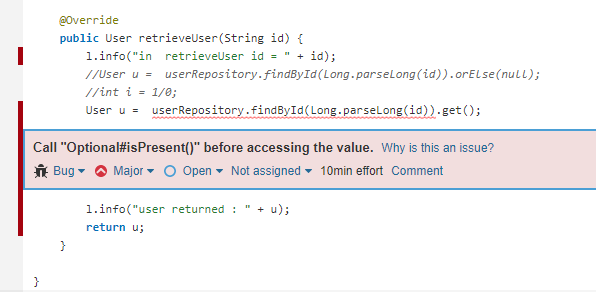 @Override
public User retrieveUser(String id) {
l.info("in  retrieveUser id = " + id);
//User u =  userRepository.findById(Long.parseLong(id)).orElse(null);
//int i = 1/0;
User u =  userRepository.findById(Long.parseLong(id)).get();
Call "Optional#isPresent()" before accessing the value. Why is this an issue?
Bug Major Open Not assigned 10min effort Comment
l.info("user returned : " + u);
return u;
}
}